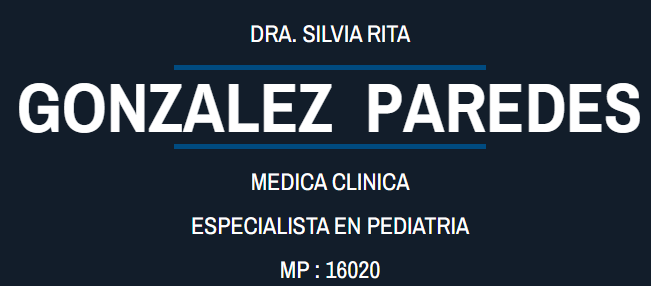 DRA. SILVIA RITA
GONZALEZ PAREDES
MEDICA CLINICA
ESPECIALISTA EN PEDIATRIA
MP : 16020